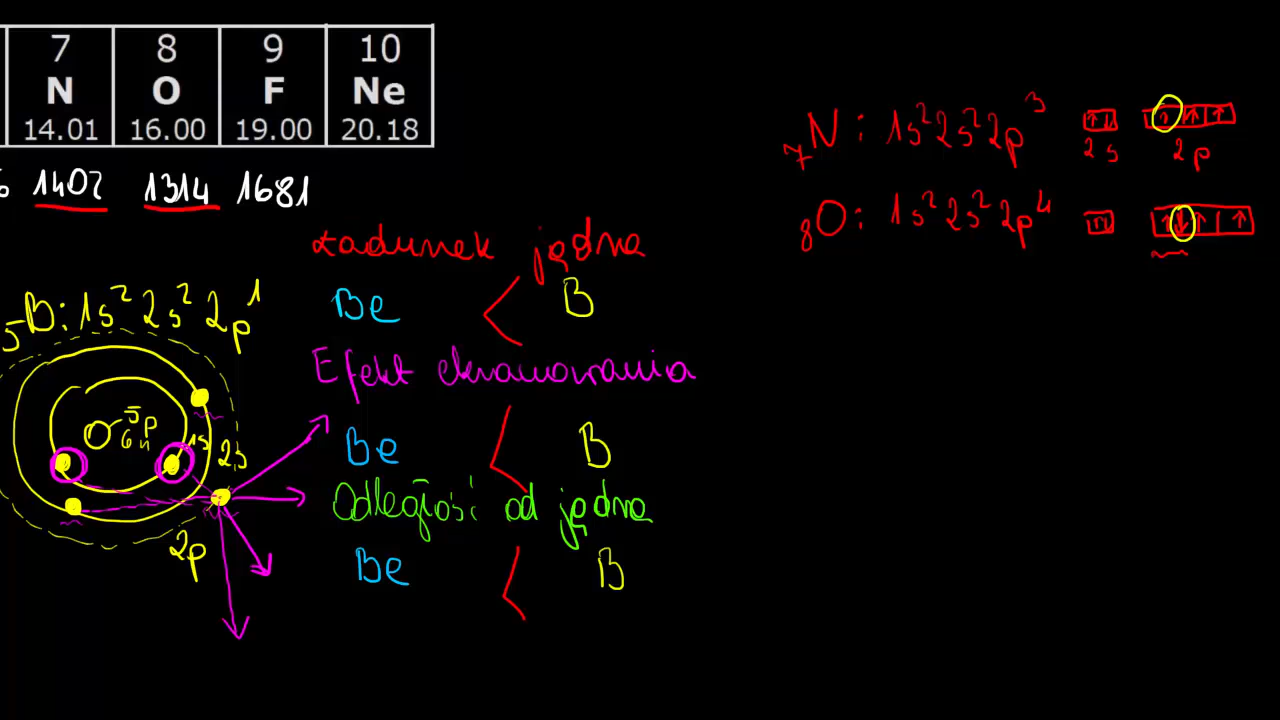 7 8 9 10
N O F Ne
14.01 16.00 19.00 20.18
1402 1314 1681
₇N: 1s² 2s² 2p³ ↑↓ ↑ ↑ ↑
2s 2p
₈O: 1s² 2s² 2p⁴ ↑↓ ↑↓ ↑ ↑
Ładunek jądra
Be < B
Efekt ekranowania
Be < B
Odległość od jądra
Be < B
₅B: 1s² 2s² 2p¹
5p
6n
1s
2s
2p